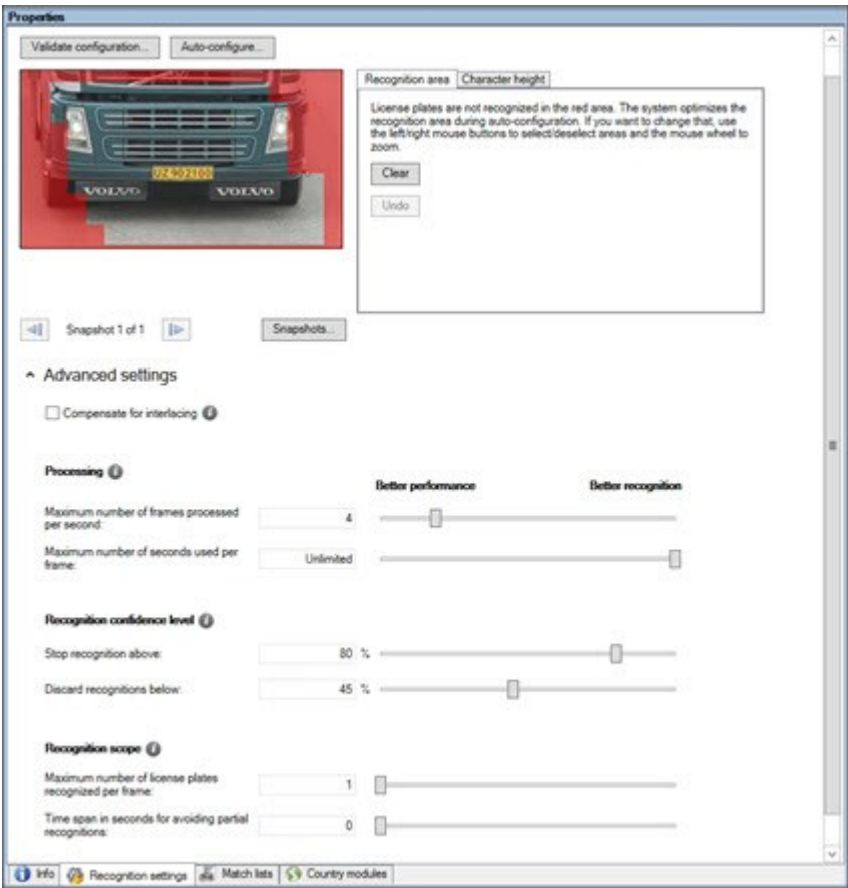 Properties
Validate configuration...
Auto-configure...
Recognition area
Character height
License plates are not recognized in the red area. The system optimizes the
recognition area during auto-configuration. If you want to change that, use
the left/right mouse buttons to select/deselect areas and the mouse wheel to
zoom.
Clear
Undo
UZ 902100
VOLVO VOLVO
Snapshot 1 of 1
Snapshots...
Advanced settings
Compensate for interlacing
Processing
Better performance
Better recognition
Maximum number of frames processed
per second:
4
Maximum number of seconds used per
frame:
Unlimited
Recognition confidence level
Stop recognition above:
80 %
Discard recognitions below:
45 %
Recognition scope
Maximum number of license plates
recognized per frame:
1
Time span in seconds for avoiding partial
recognitions:
0
Info
Recognition settings
Match lists
Country modules